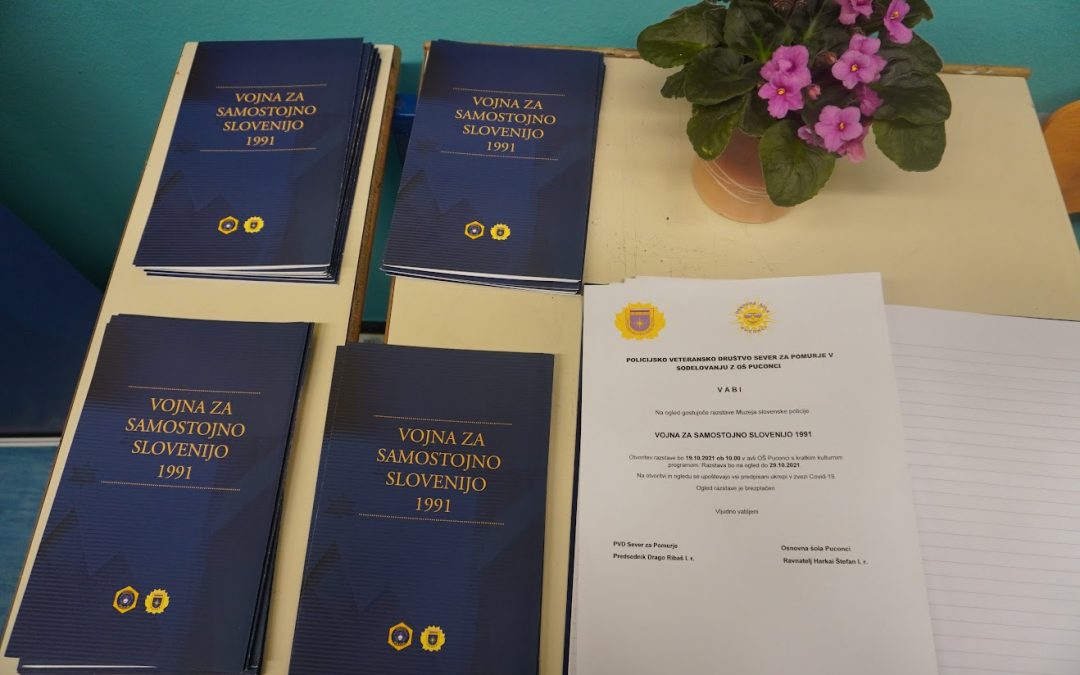 VOJNA ZA
SAMOSTOJNO
SLOVENIJO
1991
VOJNA ZA
SAMOSTOJNO
SLOVENIJO
1991
VOJNA ZA
SAMOSTOJNO
SLOVENIJO
1991
VOJNA ZA
SAMOSTOJNO
SLOVENIJO
1991
POLICIJSKO VETERANSKO DRUŠTVO SEVER ZA POMURJE V
SODELOVANJU Z OŠ PUCONCI
V A B I
Na ogled gostujoče razstave Muzeja slovenske policije
VOJNA ZA SAMOSTOJNO SLOVENIJO 1991
Otvoritev razstave bo 19.10.2021 ob 10.00 v avli OŠ Puconci s kratkim kulturnim
programom. Razstava bo na ogled do 29.10.2021.
Na otvoritvi in ogledu se upoštevajo vsi predpisani ukrepi v zvezi Covid-19.
Ogled razstave je brezplačen
Vljudno vabljeni
PVD Sever za Pomurje
Predsednik Drago Ribaš l. r.
Osnovna šola Puconci
Ravnatelj Harkai Štefan l. r.